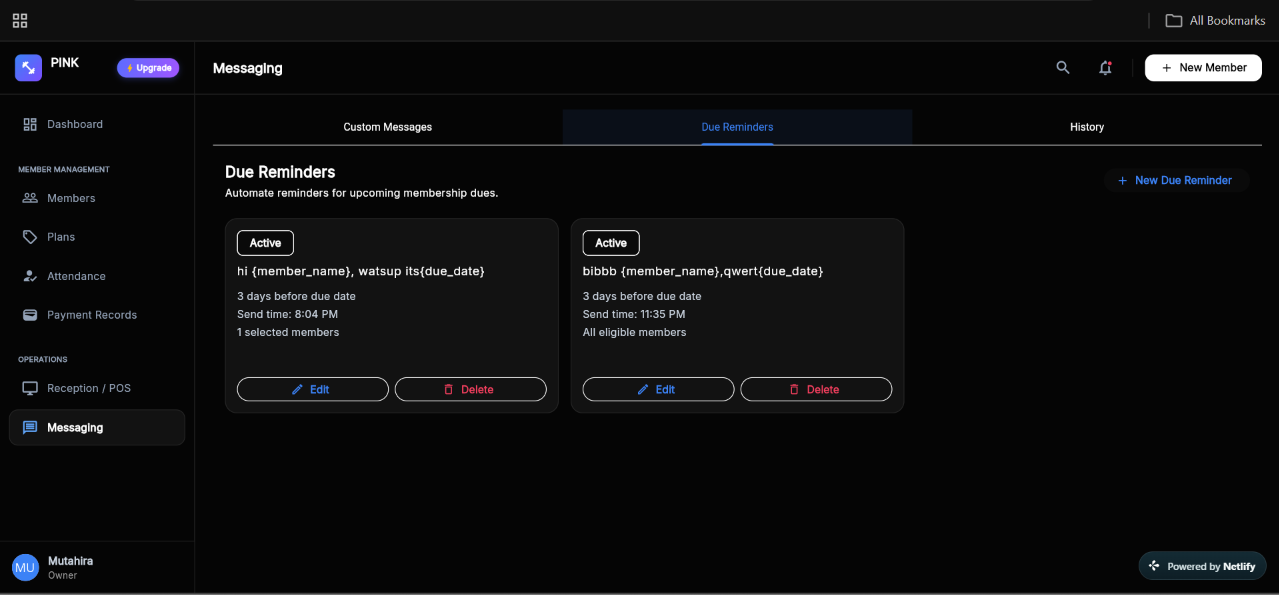 All Bookmarks
PINK
Upgrade
Messaging
+ New Member
Dashboard
MEMBER MANAGEMENT
Members
Plans
Attendance
Payment Records
OPERATIONS
Reception / POS
Messaging
Mutahira
MU
Owner
Custom Messages
Due Reminders
History
Due Reminders
Automate reminders for upcoming membership dues.
+ New Due Reminder
Active
hi {member_name}, watsup its{due_date}
3 days before due date
Send time: 8:04 PM
1 selected members
Edit
Delete
Active
bibbb {member_name},qwert{due_date}
3 days before due date
Send time: 11:35 PM
All eligible members
Edit
Delete
Powered by Netlify